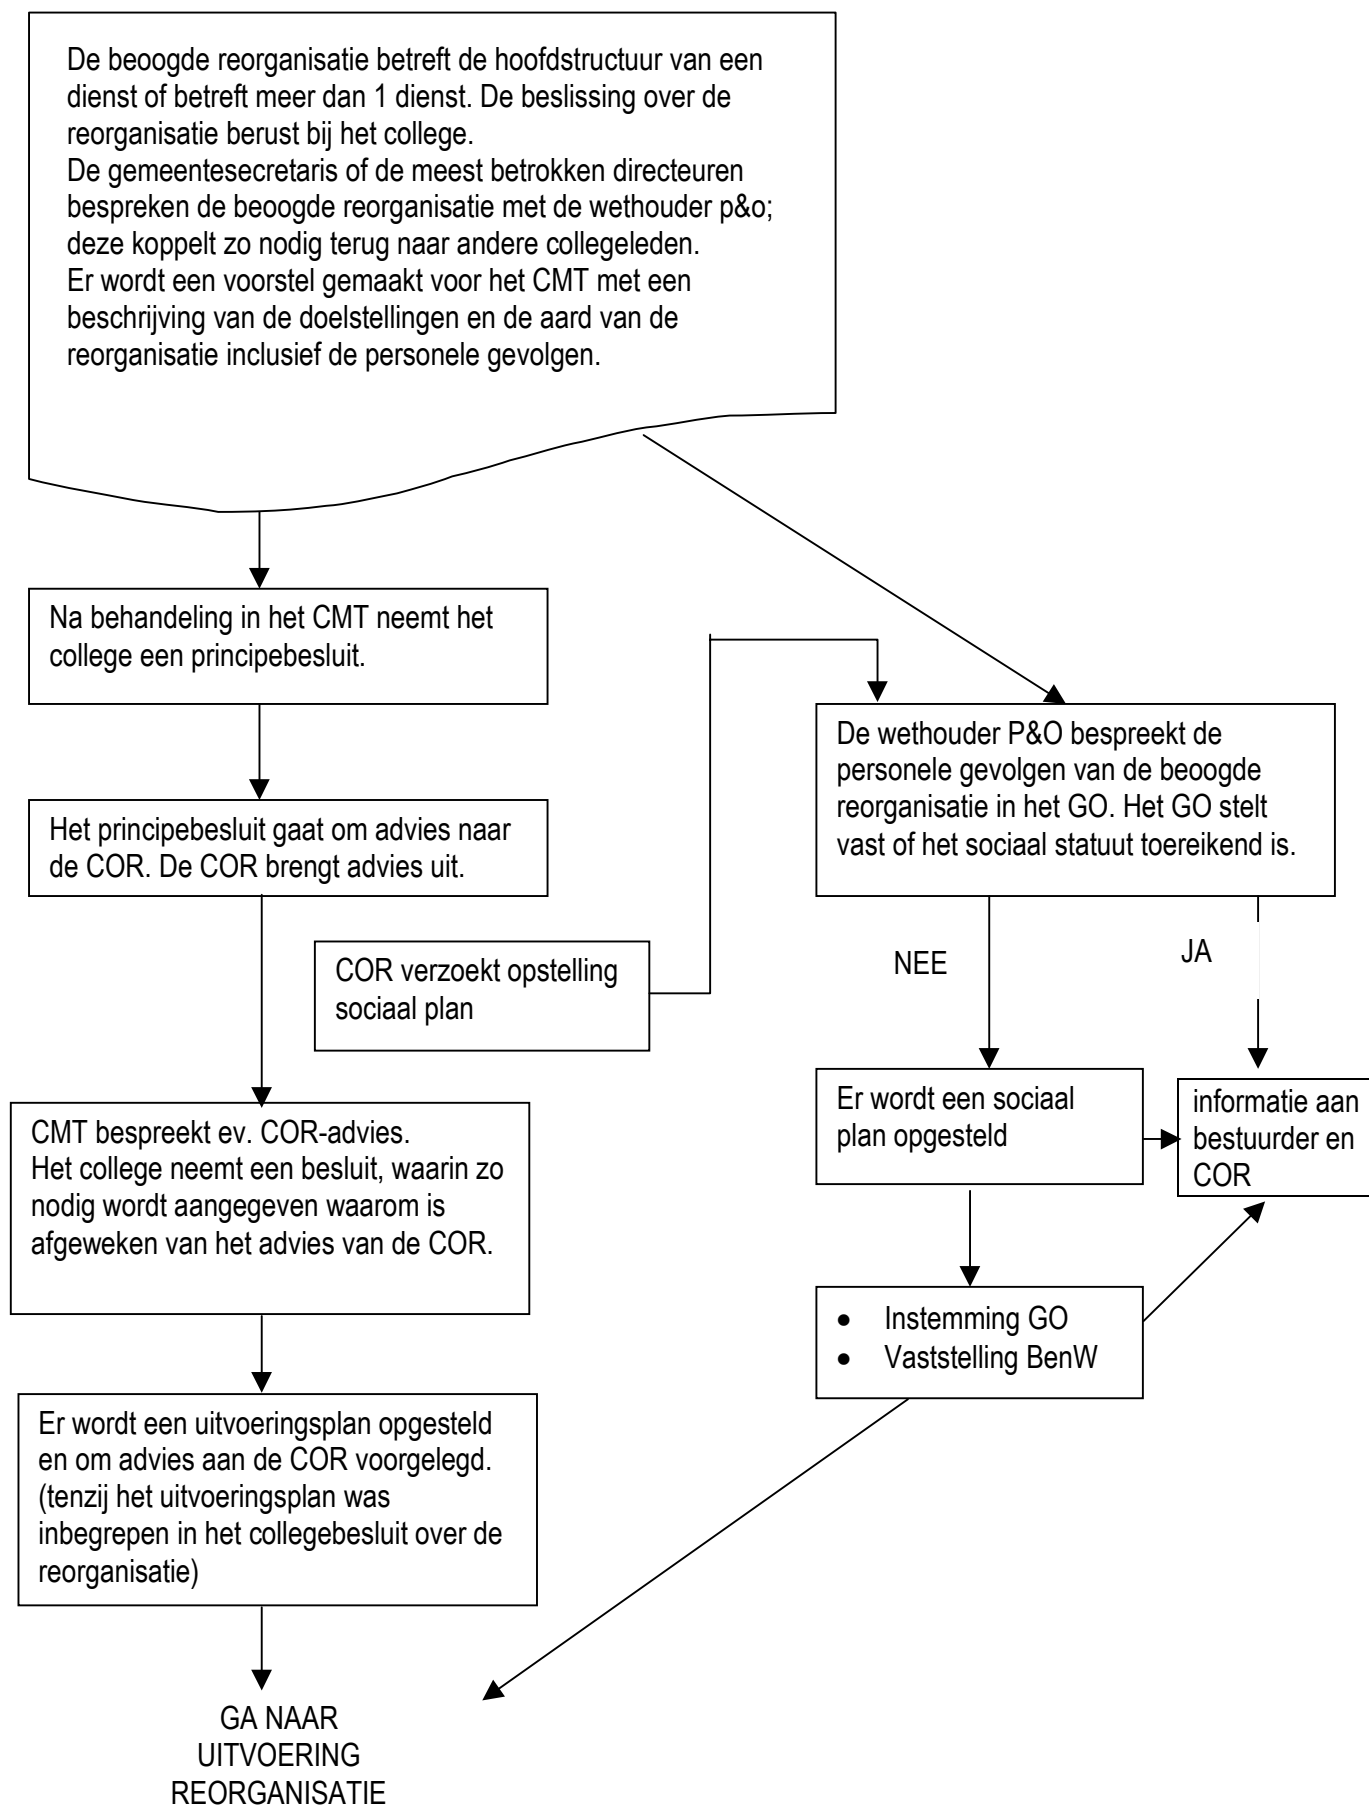 De beoogde reorganisatie betreft de hoofdstructuur van een
dienst of betreft meer dan 1 dienst. De beslissing over de
reorganisatie berust bij het college.
De gemeentesecretaris of de meest betrokken directeuren
bespreken de beoogde reorganisatie met de wethouder p&o;
deze koppelt zo nodig terug naar andere collegeleden.
Er wordt een voorstel gemaakt voor het CMT met een
beschrijving van de doelstellingen en de aard van de
reorganisatie inclusief de personele gevolgen.
Na behandeling in het CMT neemt het
college een principebesluit.
Het principebesluit gaat om advies naar
de COR. De COR brengt advies uit.
COR verzoekt opstelling
sociaal plan
CMT bespreekt ev. COR-advies.
Het college neemt een besluit, waarin zo
nodig wordt aangegeven waarom is
afgeweken van het advies van de COR.
Er wordt een uitvoeringsplan opgesteld
en om advies aan de COR voorgelegd.
(tenzij het uitvoeringsplan was
inbegrepen in het collegebesluit over de
reorganisatie)
GA NAAR
UITVOERING
REORGANISATIE
De wethouder P&O bespreekt de
personele gevolgen van de beoogde
reorganisatie in het GO. Het GO stelt
vast of het sociaal statuut toereikend is.
NEE
JA
Er wordt een sociaal
plan opgesteld
informatie aan
bestuurder en
COR
• Instemming GO
• Vaststelling BenW